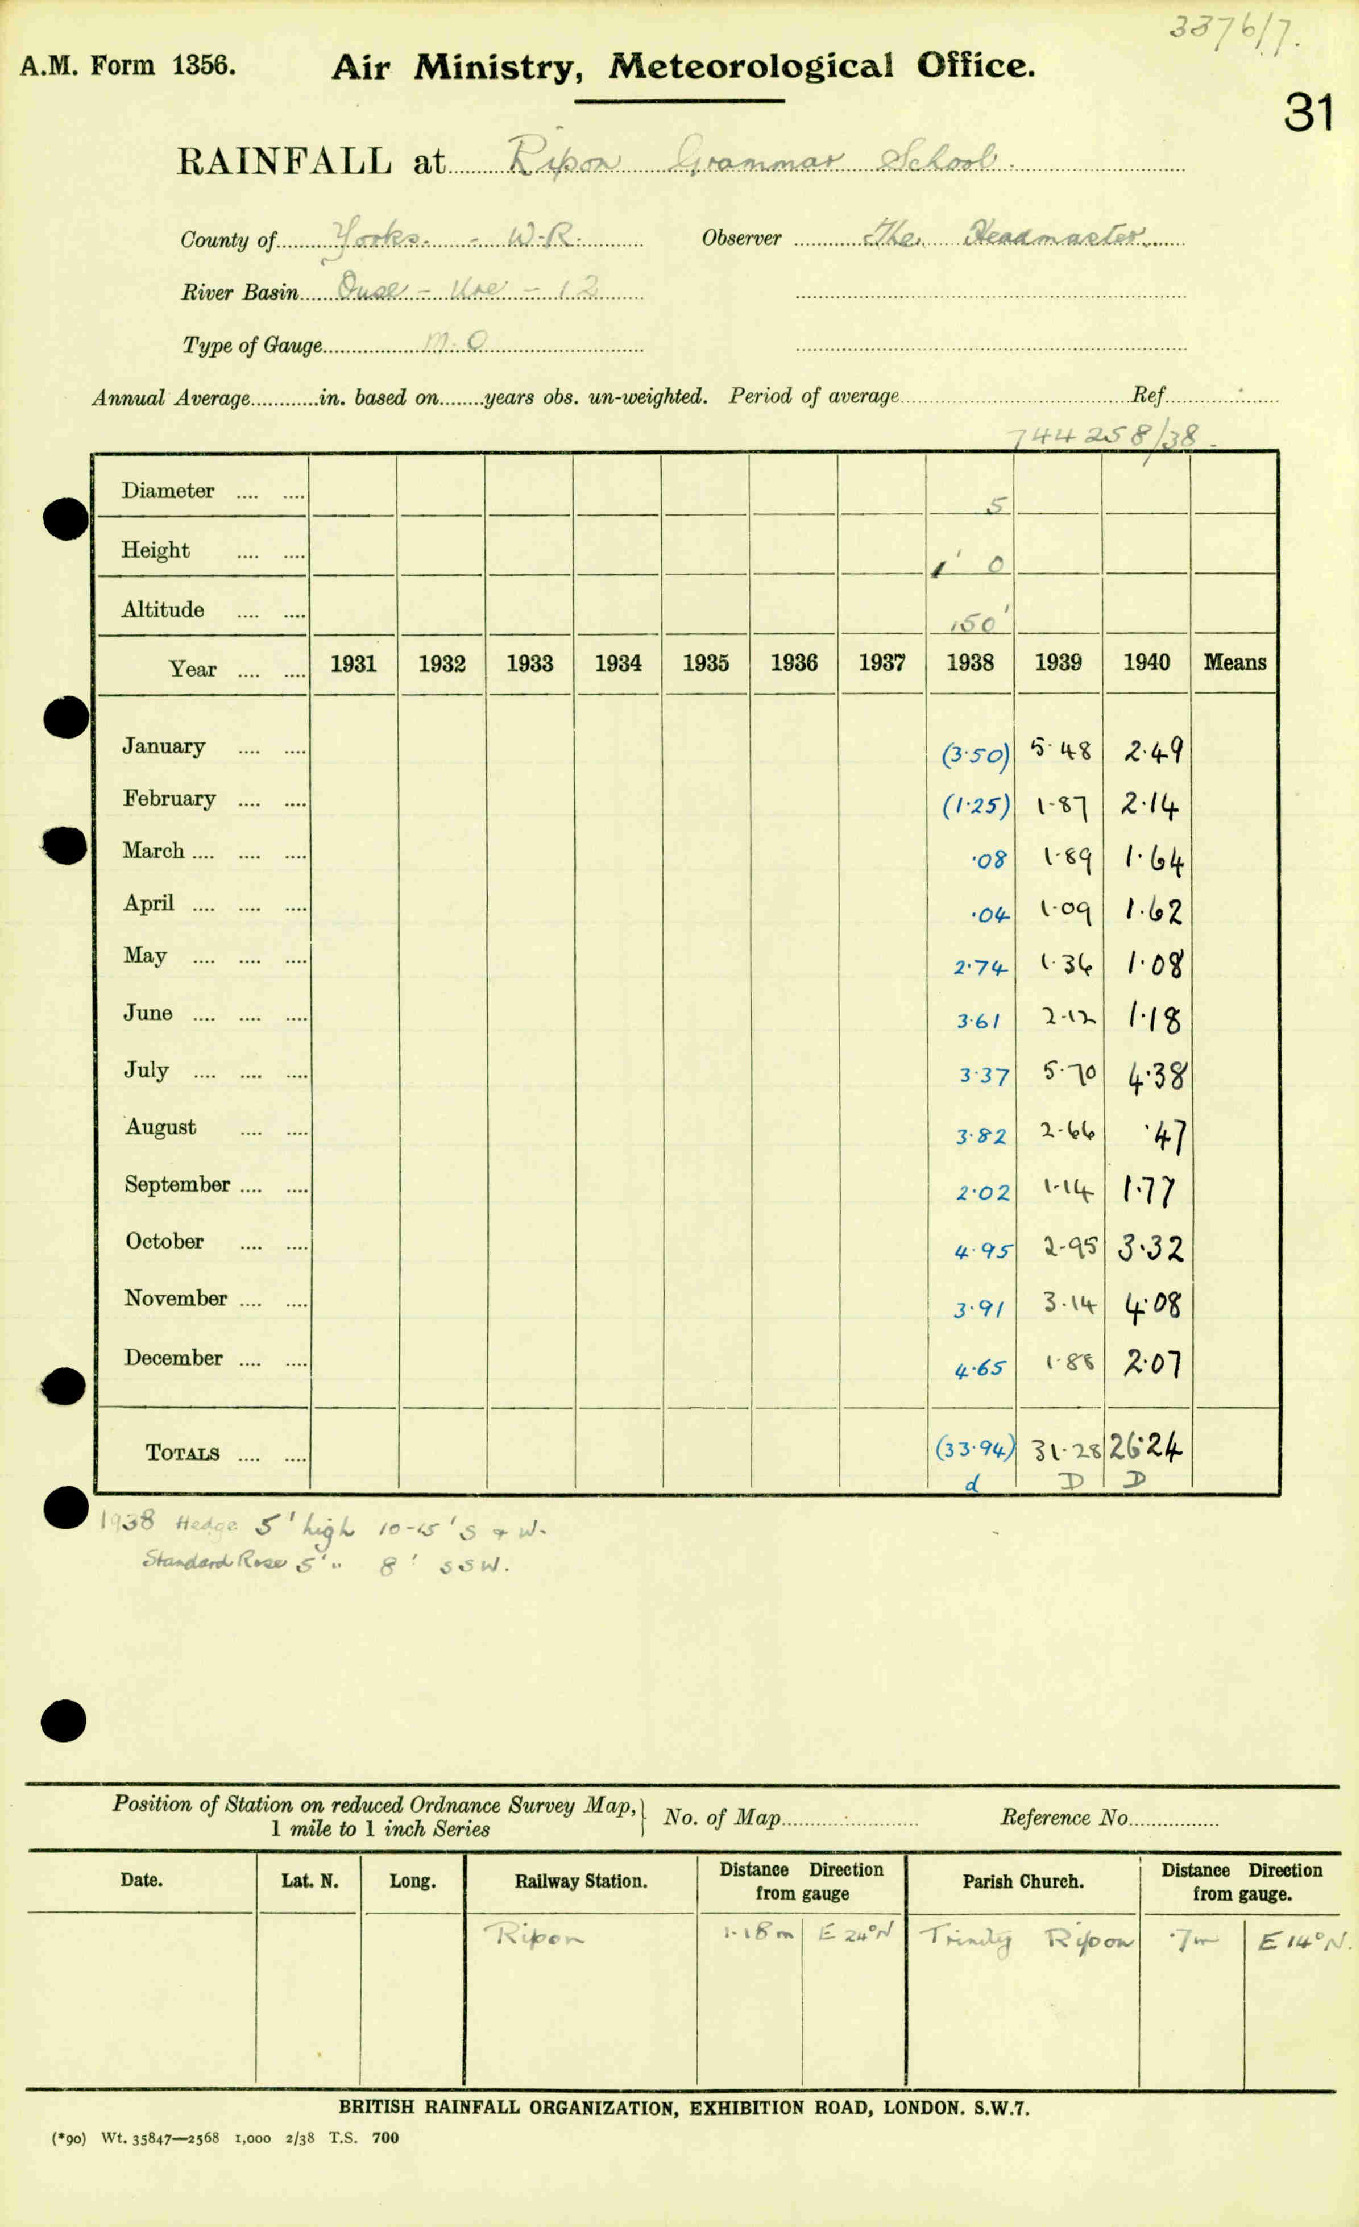 3376/7.
A.M. Form 1356. Air Ministry, Meteorological Office.
31
RAINFALL at Ripon Grammar School.
County of Yorks. - W.R. Observer The Headmaster
River Basin Ouse - Ure - 12
Type of Gauge M.O
Annual Average in. based on years obs. un-weighted. Period of average Ref
744258/38.
Diameter 5
Height 1' 0
Altitude 150'
Year 1931 1932 1933 1934 1935 1936 1937 1938 1939 1940 Means
January (3.50) 5.48 2.49
February (1.25) 1.87 2.14
March .08 1.89 1.64
April .04 1.09 1.62
May 2.74 1.36 1.08
June 3.61 2.12 1.18
July 3.37 5.70 4.38
August 3.82 2.66 .47
September 2.02 1.14 1.77
October 4.95 2.95 3.32
November 3.91 3.14 4.08
December 4.65 1.88 2.07
TOTALS (33.94) 31.28 26.24
d D D
1938 Hedge 5' high 10-15' S & W.
Standard Rose 5' " 8' SSW.
Position of Station on reduced Ordnance Survey Map, No. of Map Reference No.
1 mile to 1 inch Series
Date. Lat. N. Long. Railway Station. Distance Direction from gauge Parish Church. Distance Direction from gauge.
Ripon 1.18 m E 24° N Trinity Ripon .7m E 14° N.
BRITISH RAINFALL ORGANIZATION, EXHIBITION ROAD, LONDON. S.W.7.
(*90) Wt. 35847—2568 1,000 2/38 T.S. 700